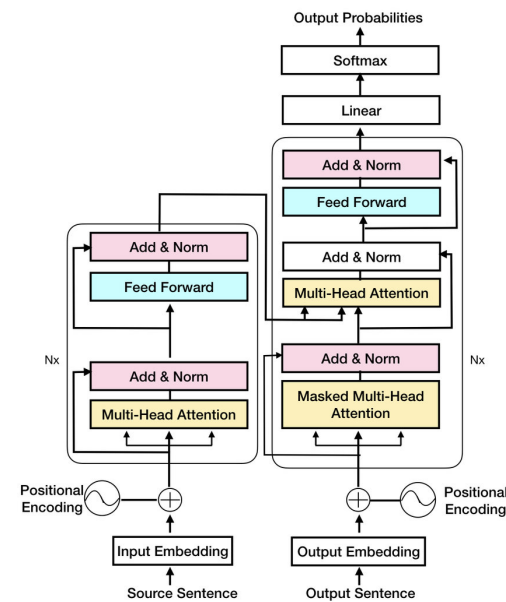 Output Probabilities
Softmax
Linear
Add & Norm
Feed Forward
Add & Norm
Multi-Head Attention
Add & Norm
Masked Multi-Head
Attention
Nx
Add & Norm
Feed Forward
Nx
Add & Norm
Multi-Head Attention
Positional
Encoding
Positional
Encoding
Input Embedding
Output Embedding
Source Sentence
Output Sentence